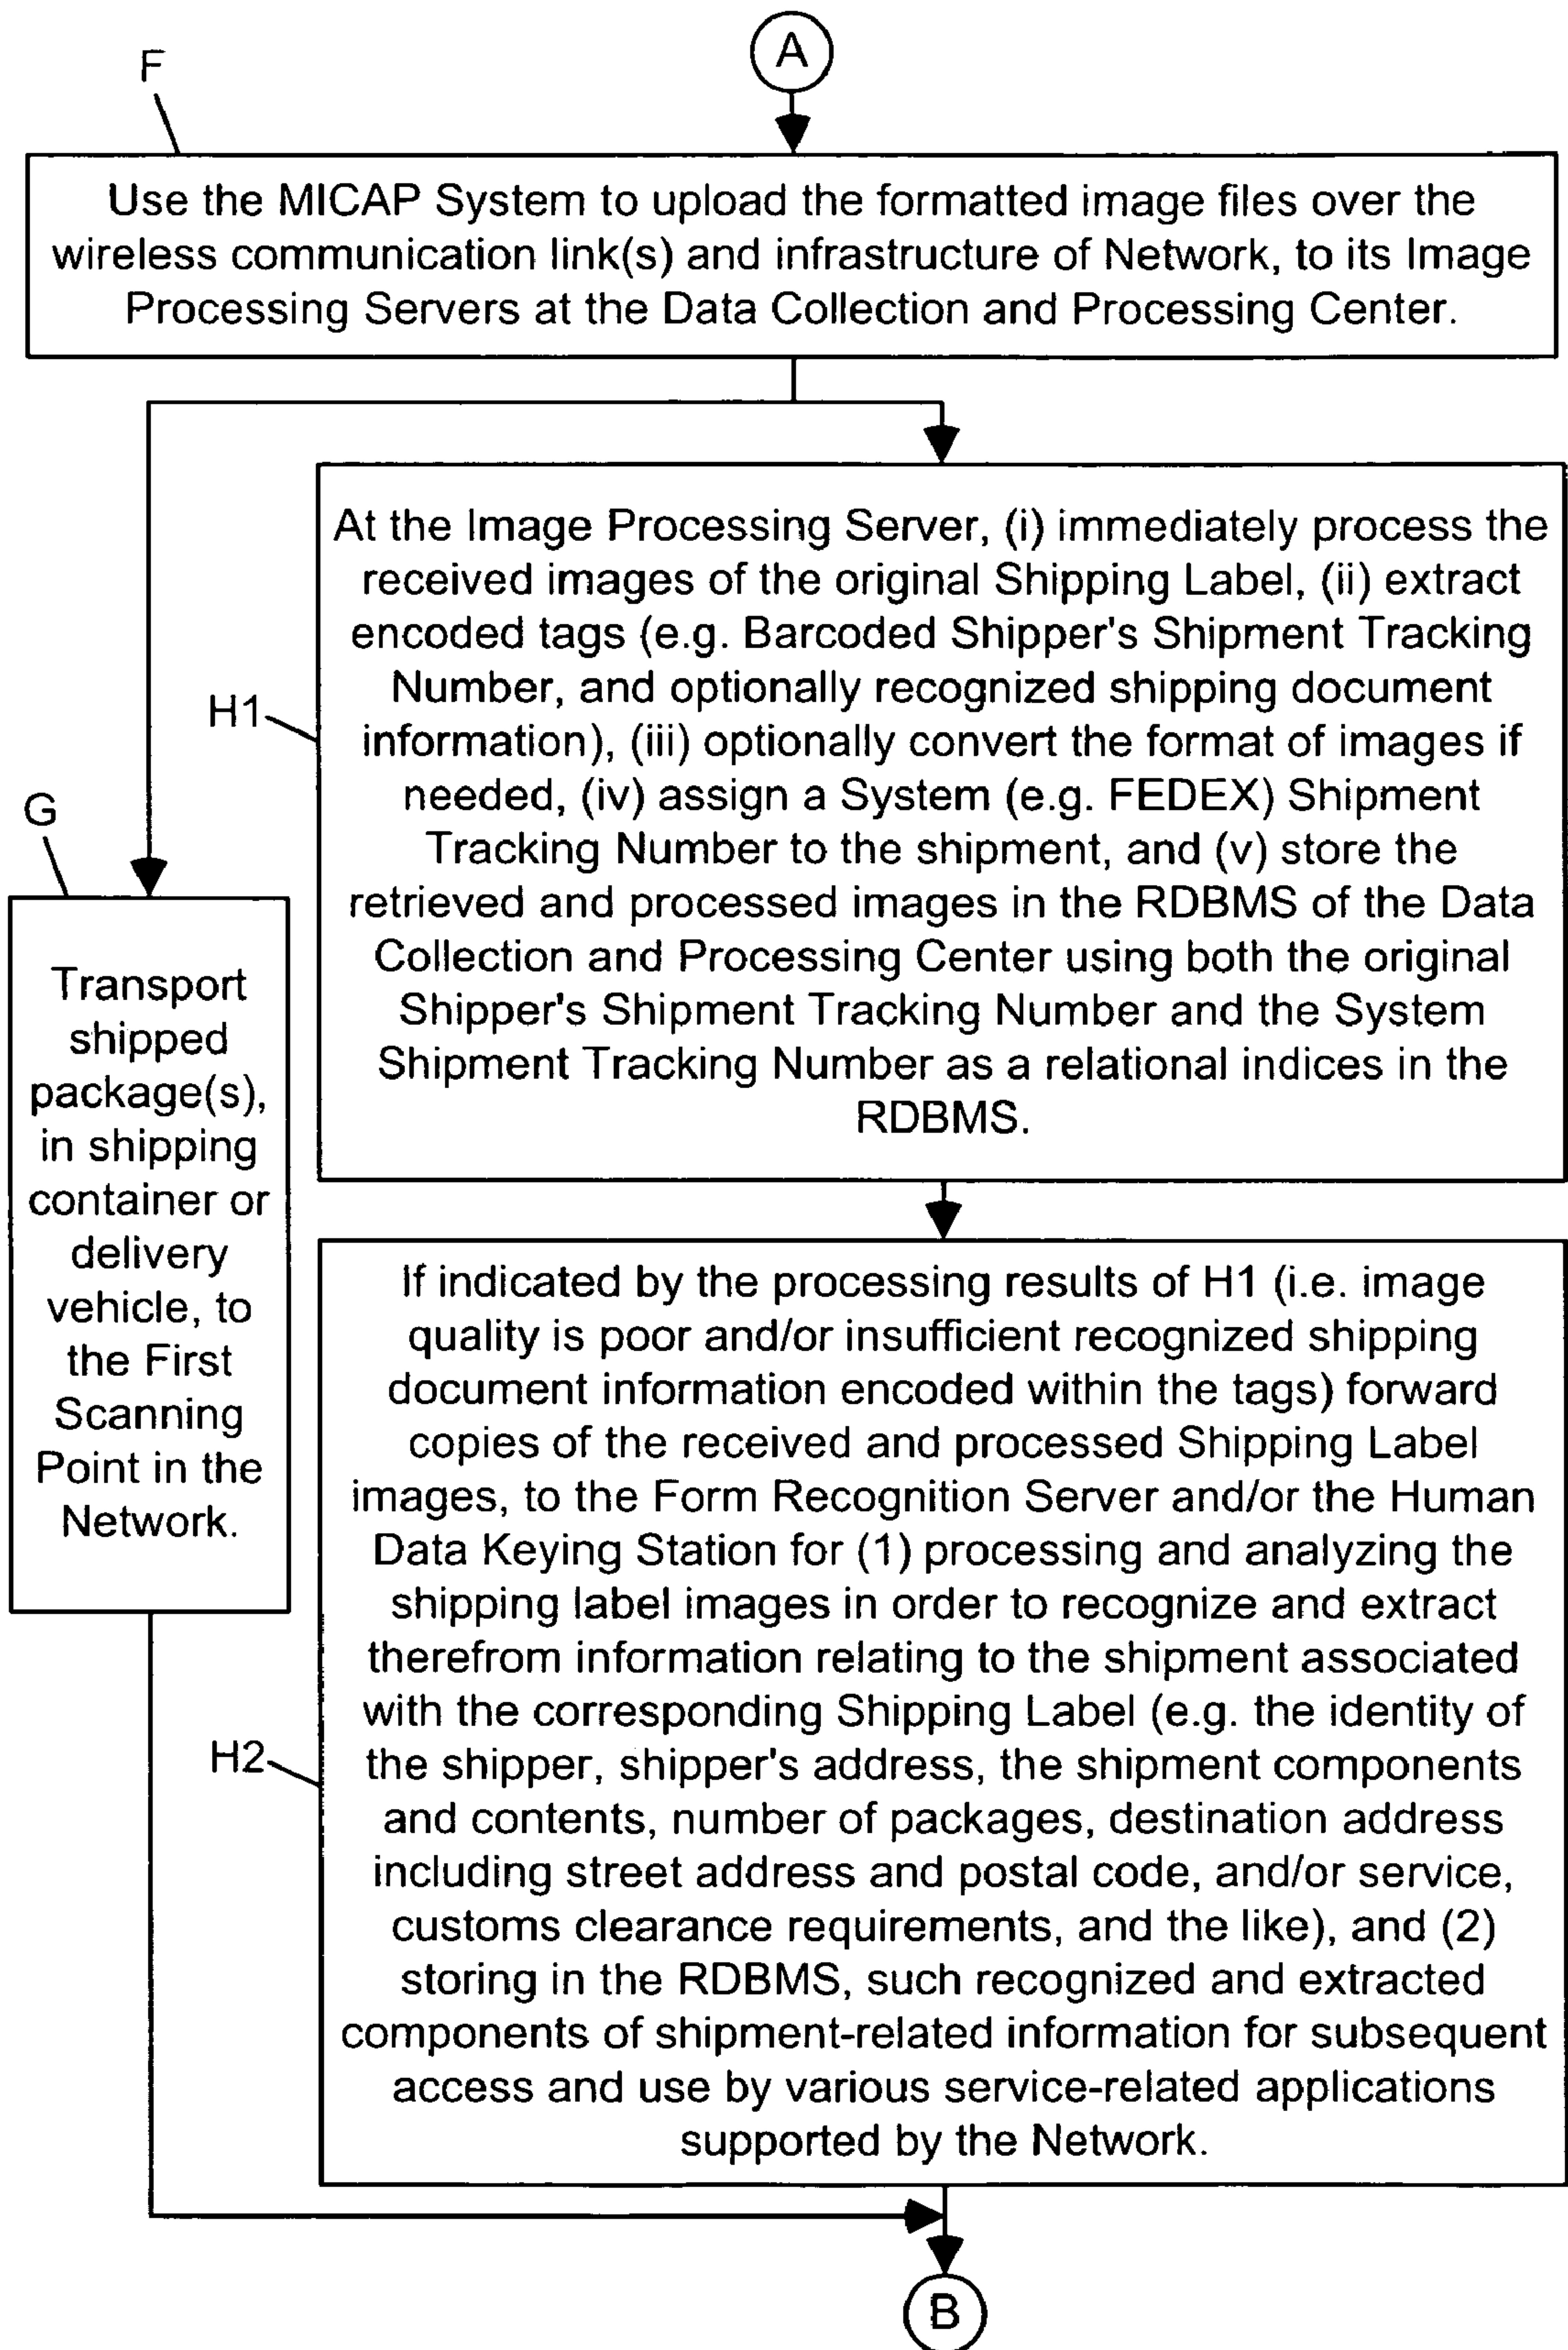 A
F
Use the MICAP System to upload the formatted image files over the
wireless communication link(s) and infrastructure of Network, to its Image
Processing Servers at the Data Collection and Processing Center.
H1
At the Image Processing Server, (i) immediately process the
received images of the original Shipping Label, (ii) extract
encoded tags (e.g. Barcoded Shipper's Shipment Tracking
Number, and optionally recognized shipping document
information), (iii) optionally convert the format of images if
needed, (iv) assign a System (e.g. FEDEX) Shipment
Tracking Number to the shipment, and (v) store the
retrieved and processed images in the RDBMS of the Data
Collection and Processing Center using both the original
Shipper's Shipment Tracking Number and the System
Shipment Tracking Number as a relational indices in the
RDBMS.
G
Transport
shipped
package(s),
in shipping
container or
delivery
vehicle, to
the First
Scanning
Point in the
Network.
H2
If indicated by the processing results of H1 (i.e. image
quality is poor and/or insufficient recognized shipping
document information encoded within the tags) forward
copies of the received and processed Shipping Label
images, to the Form Recognition Server and/or the Human
Data Keying Station for (1) processing and analyzing the
shipping label images in order to recognize and extract
therefrom information relating to the shipment associated
with the corresponding Shipping Label (e.g. the identity of
the shipper, shipper's address, the shipment components
and contents, number of packages, destination address
including street address and postal code, and/or service,
customs clearance requirements, and the like), and (2)
storing in the RDBMS, such recognized and extracted
components of shipment-related information for subsequent
access and use by various service-related applications
supported by the Network.
B